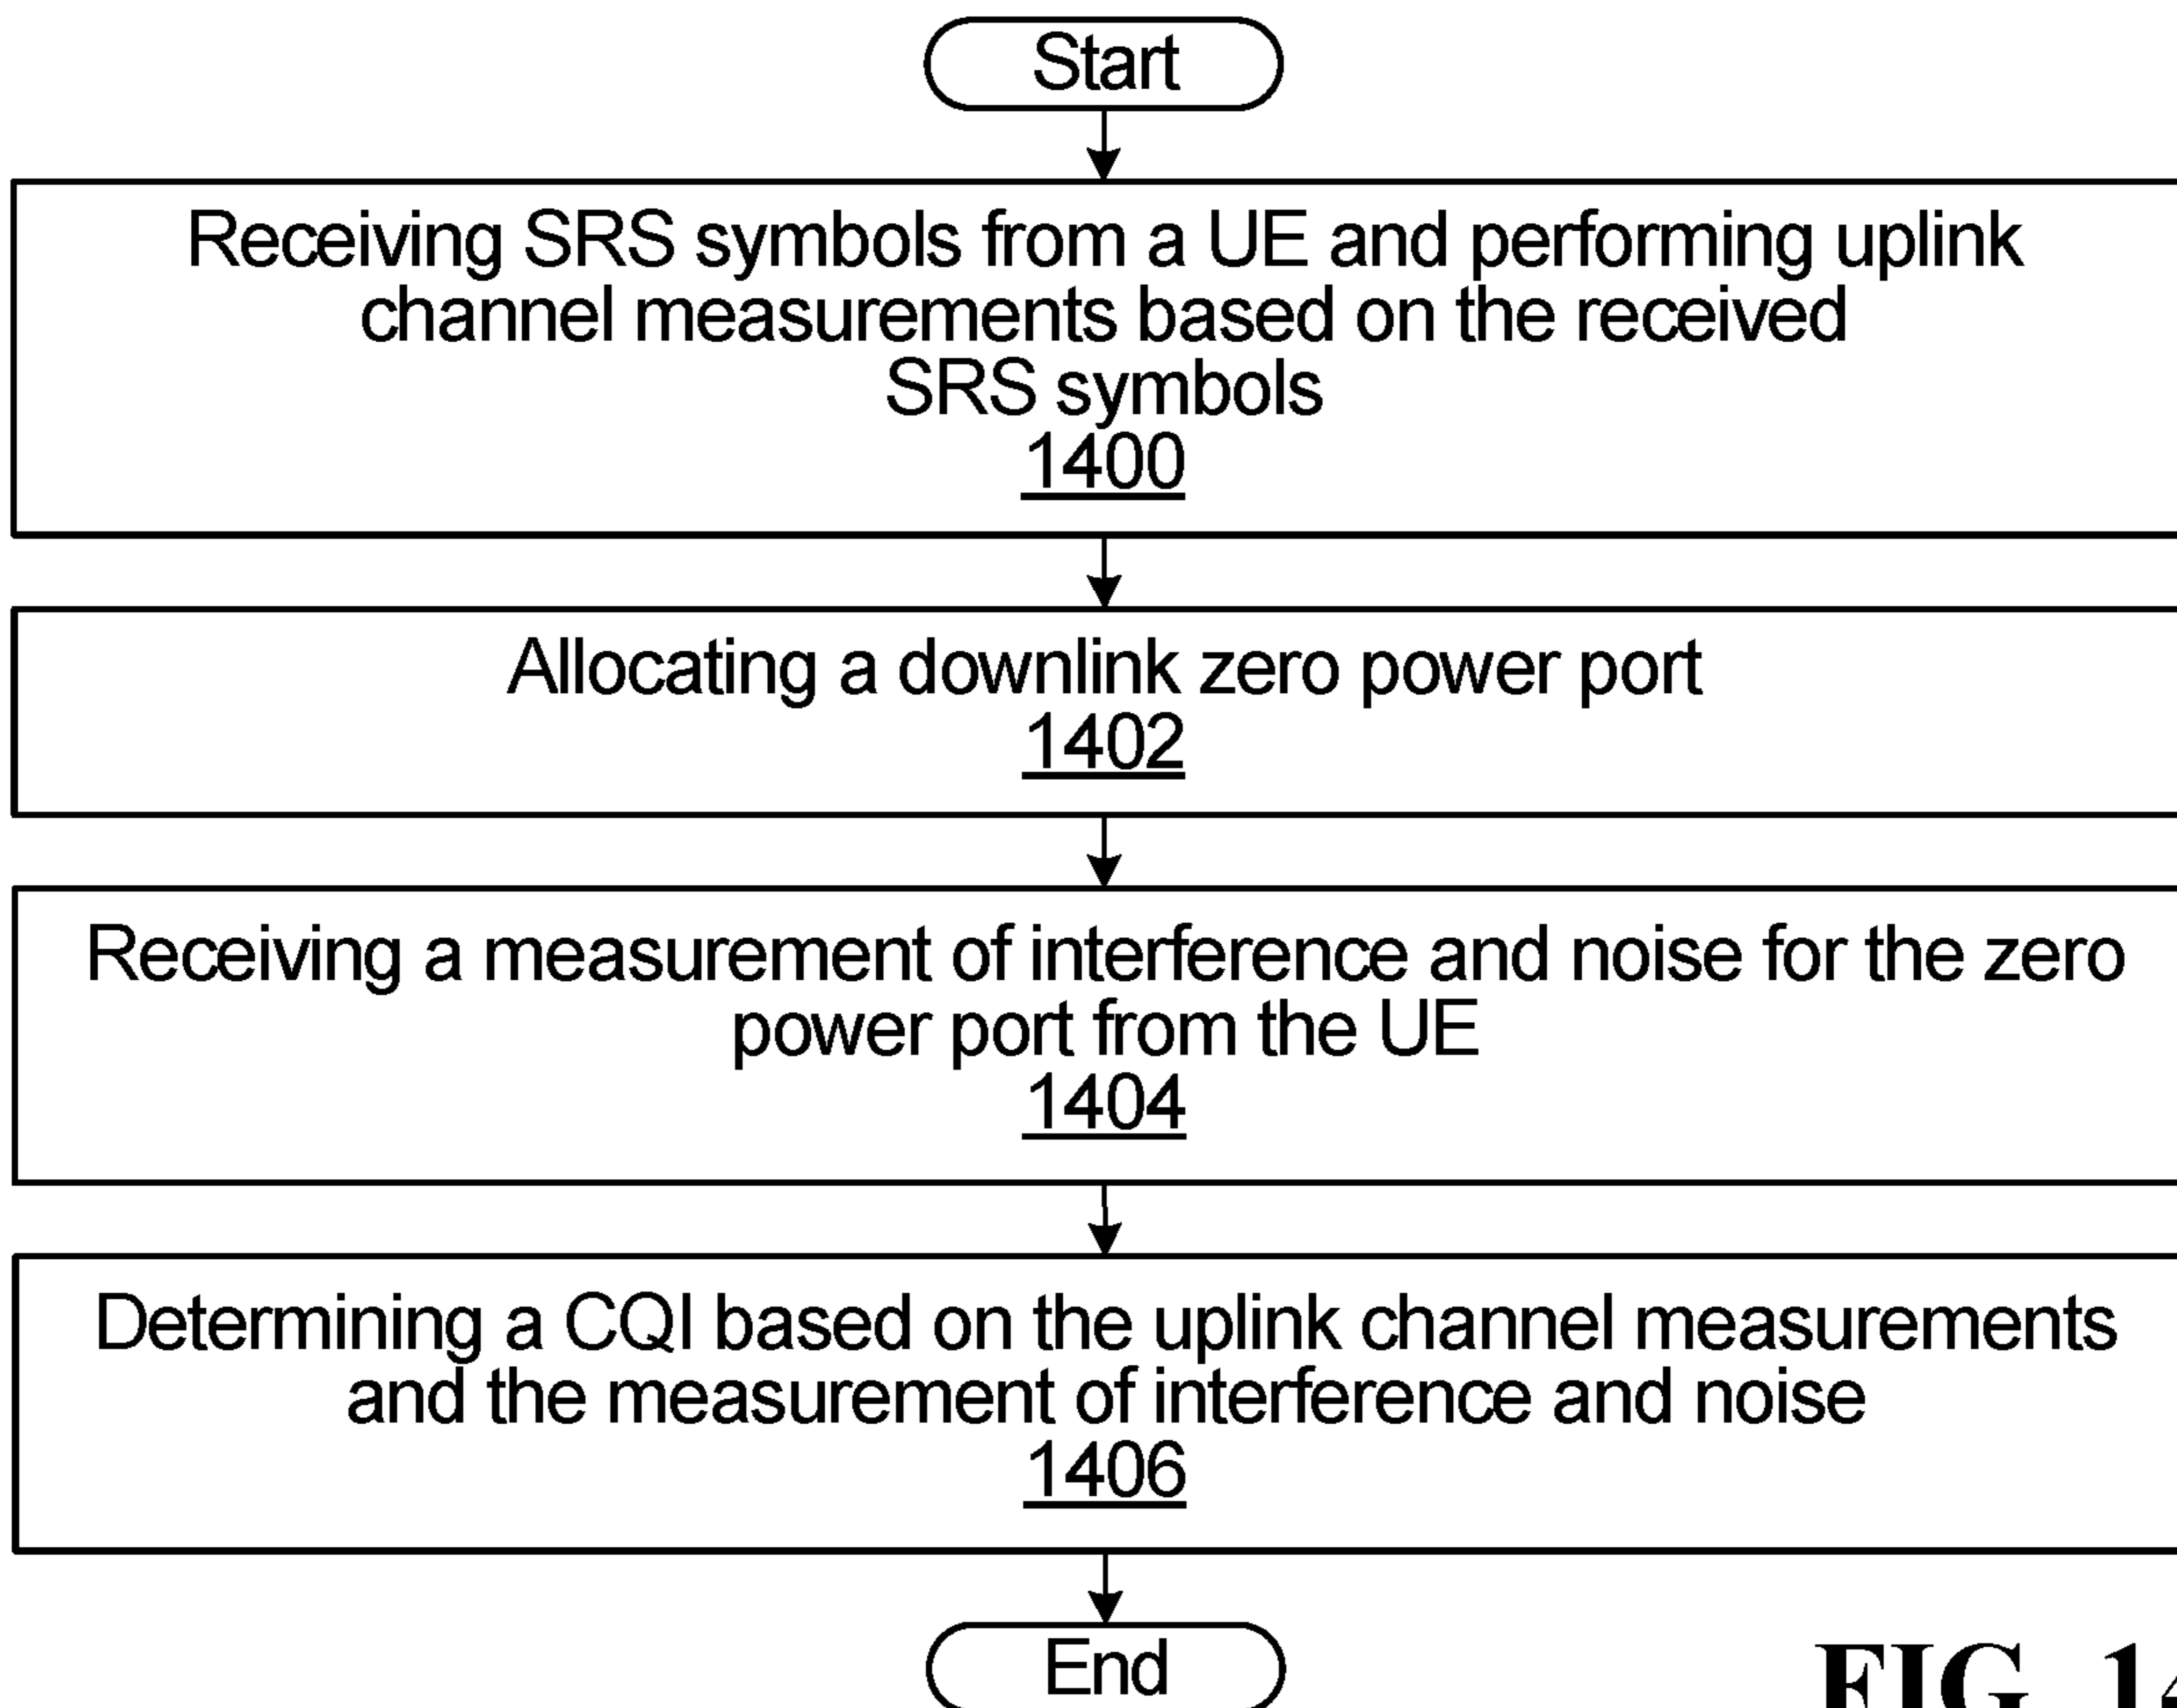 Start
Receiving SRS symbols from a UE and performing uplink
channel measurements based on the received
SRS symbols
1400
Allocating a downlink zero power port
1402
Receiving a measurement of interference and noise for the zero
power port from the UE
1404
Determining a CQI based on the uplink channel measurements
and the measurement of interference and noise
1406
End
FIG. 14